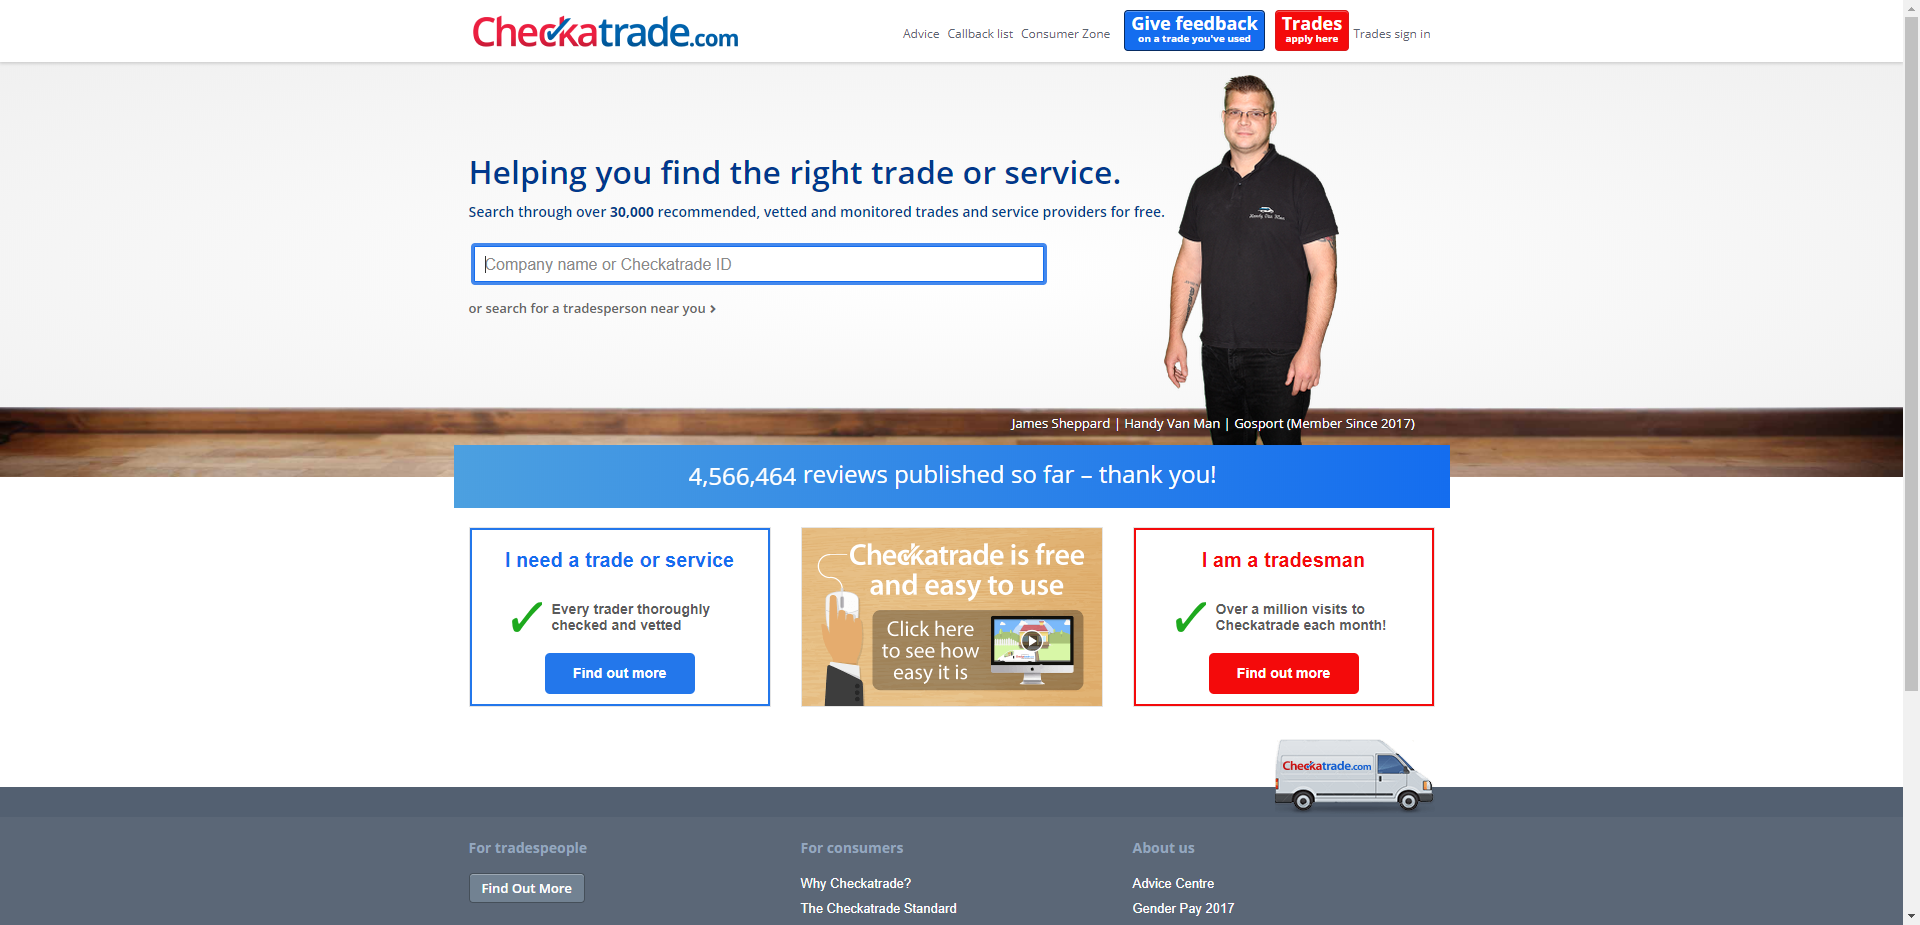 Checkatrade.com
Advice
Callback list
Consumer Zone
Give feedback
on a trade you've used
Trades
apply here
Trades sign in
Helping you find the right trade or service.
Search through over 30,000 recommended, vetted and monitored trades and service providers for free.
Company name or Checkatrade ID
or search for a tradesperson near you
Handy Van Man
James Sheppard | Handy Van Man | Gosport (Member Since 2017)
4,566,464 reviews published so far – thank you!
I need a trade or service
Every trader thoroughly
checked and vetted
Find out more
Checkatrade is free
and easy to use
Click here
to see how
easy it is
I am a tradesman
Over a million visits to
Checkatrade each month!
Find out more
Checkatrade.com
For tradespeople
Find Out More
For consumers
Why Checkatrade?
The Checkatrade Standard
About us
Advice Centre
Gender Pay 2017